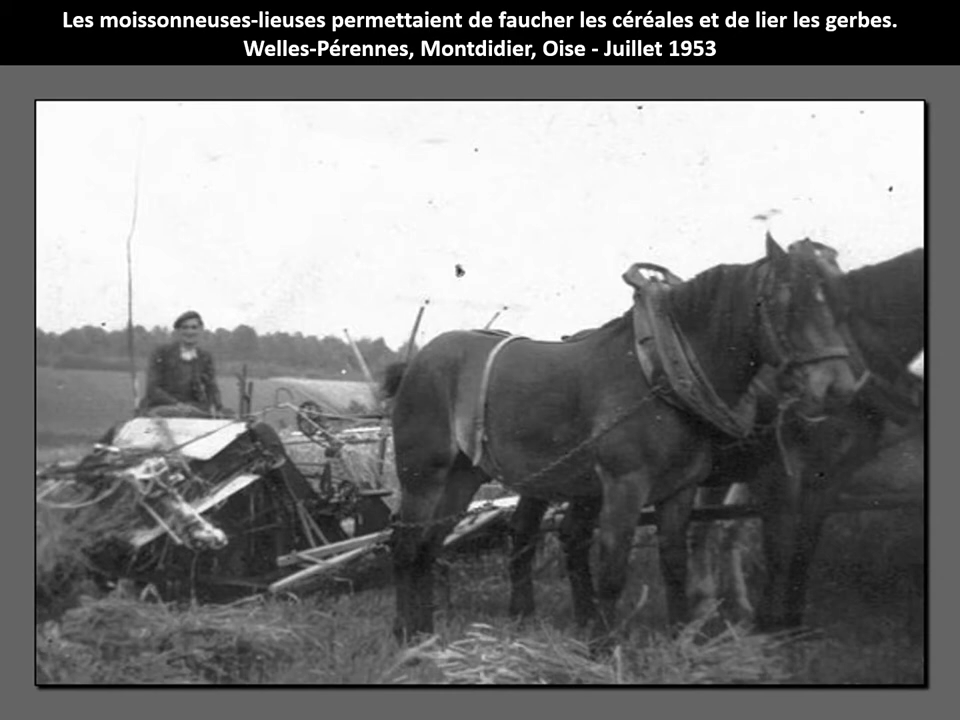 Les moissonneuses-lieuses permettaient de faucher les céréales et de lier les gerbes.
Welles-Pérennes, Montdidier, Oise - Juillet 1953